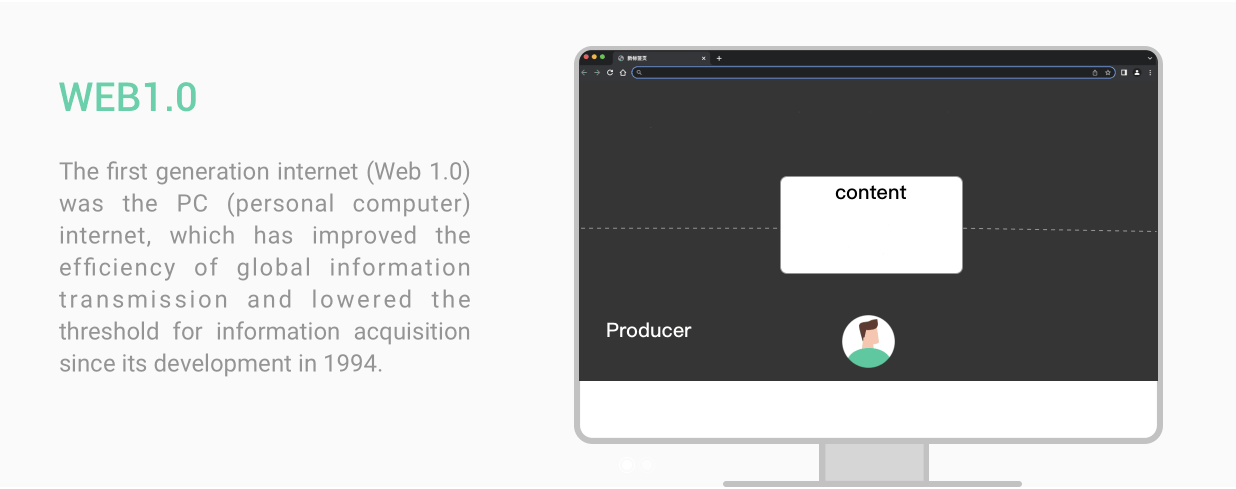 WEB1.0
The first generation internet (Web 1.0)
was the PC (personal computer)
internet, which has improved the
efficiency of global information
transmission and lowered the
threshold for information acquisition
since its development in 1994.
content
Producer